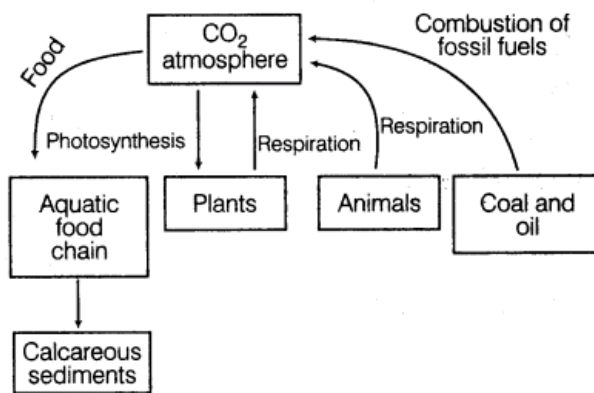 CO₂
atmosphere
Combustion of
fossil fuels
Food
Photosynthesis
Respiration
Respiration
Aquatic
food
chain
Plants
Animals
Coal and
oil
Calcareous
sediments